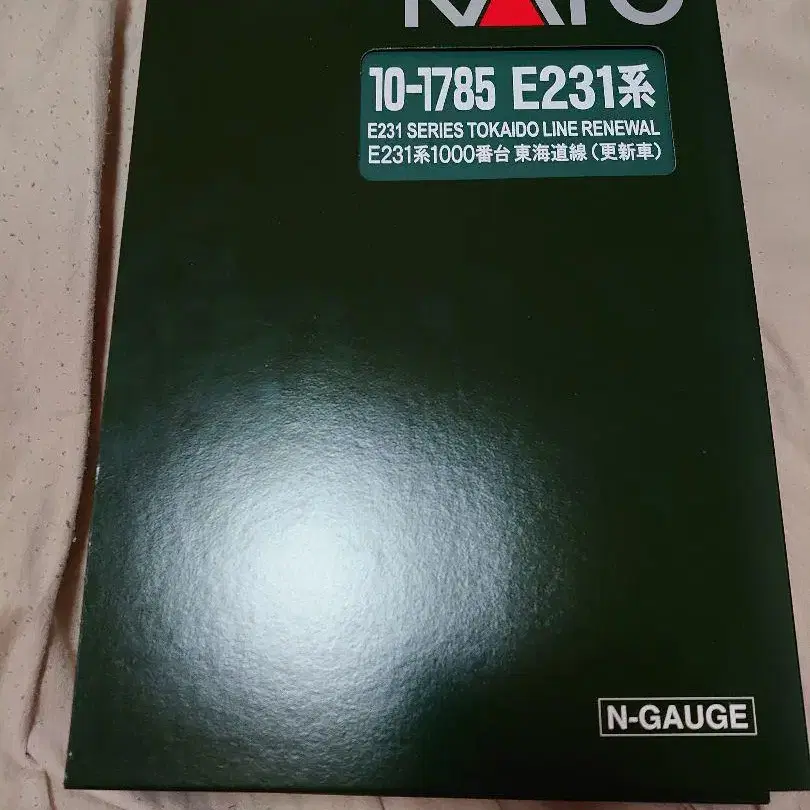 KATO
10-1785 E231系
E231 SERIES TOKAIDO LINE RENEWAL
E231系1000番台 東海道線（更新車）
N-GAUGE